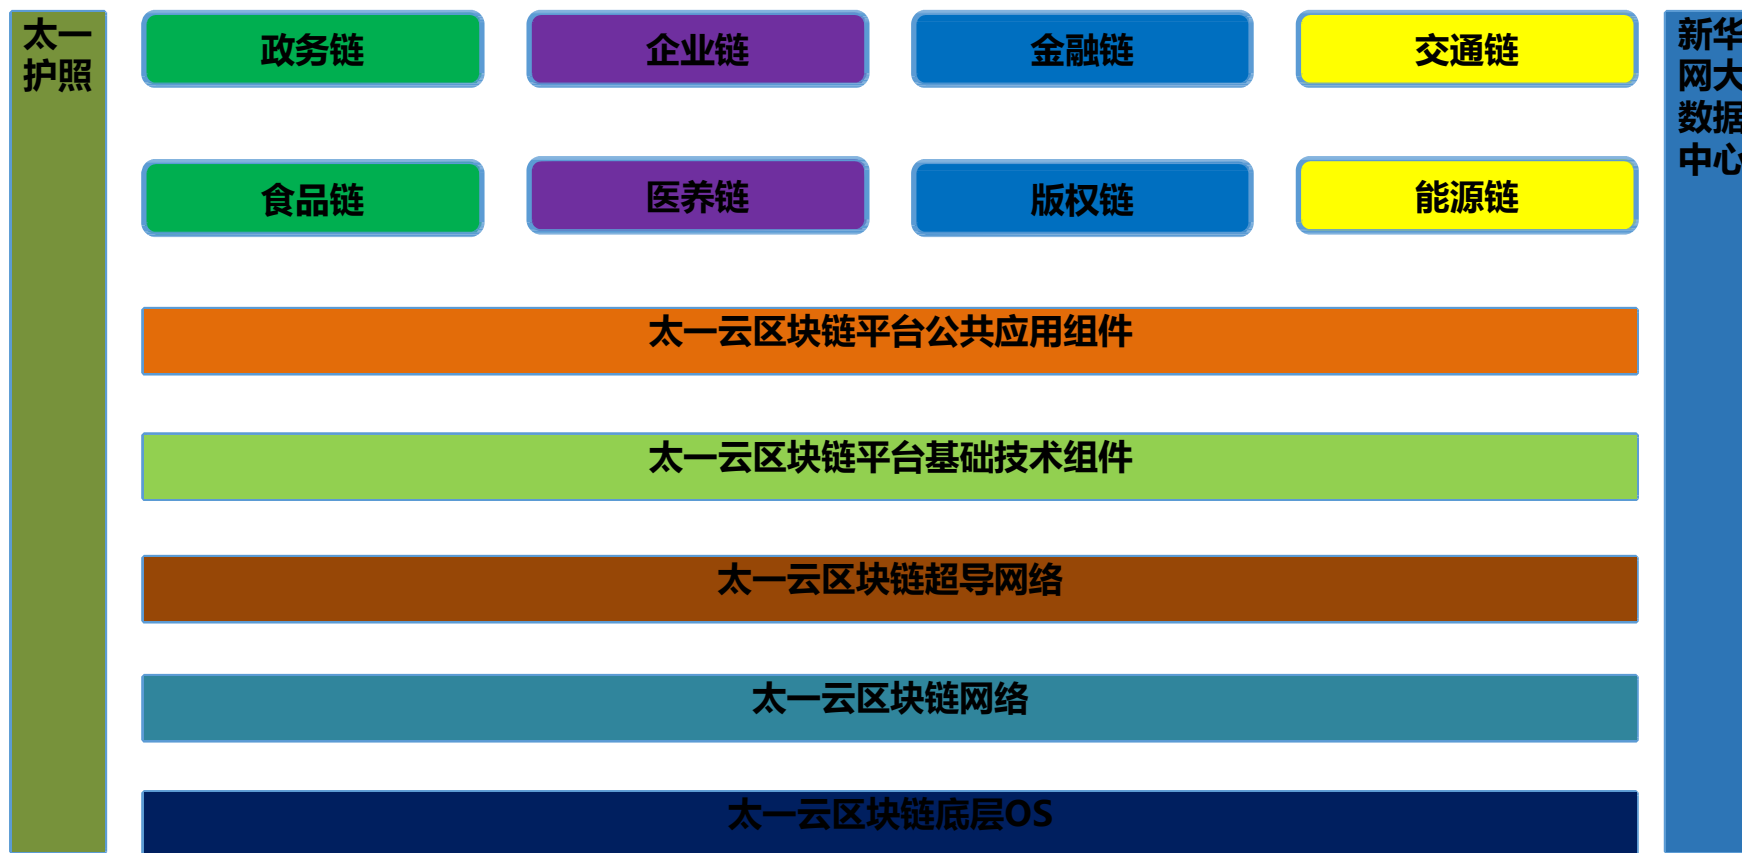 太一
护照
政务链
企业链
金融链
交通链
新华
网大
数据
中心
食品链
医养链
版权链
能源链
太一云区块链平台公共应用组件
太一云区块链平台基础技术组件
太一云区块链超导网络
太一云区块链网络
太一云区块链底层OS